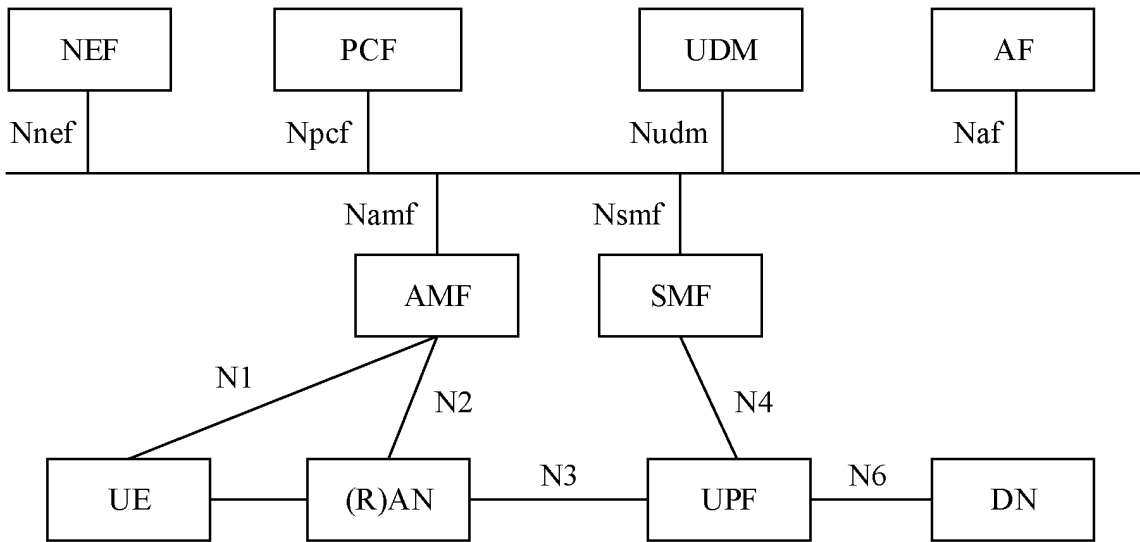 NEF PCF UDM AF
Nnef Npcf Nudm Naf
Namf Nsmf
AMF SMF
N1 N2 N4
N3 N6
UE (R)AN UPF DN